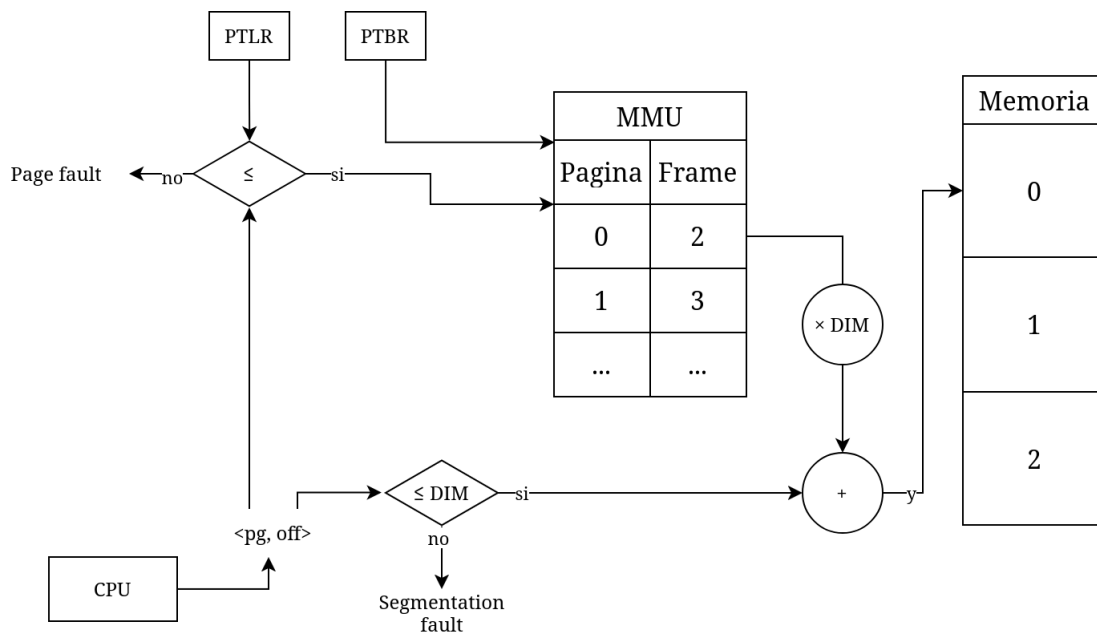 PTLR
PTBR
MMU
Memoria
Page fault
no
≤
si
Pagina
Frame
0
2
0
1
3
× DIM
1
...
...
2
≤ DIM
si
+
y
<pg, off>
no
CPU
Segmentation
fault